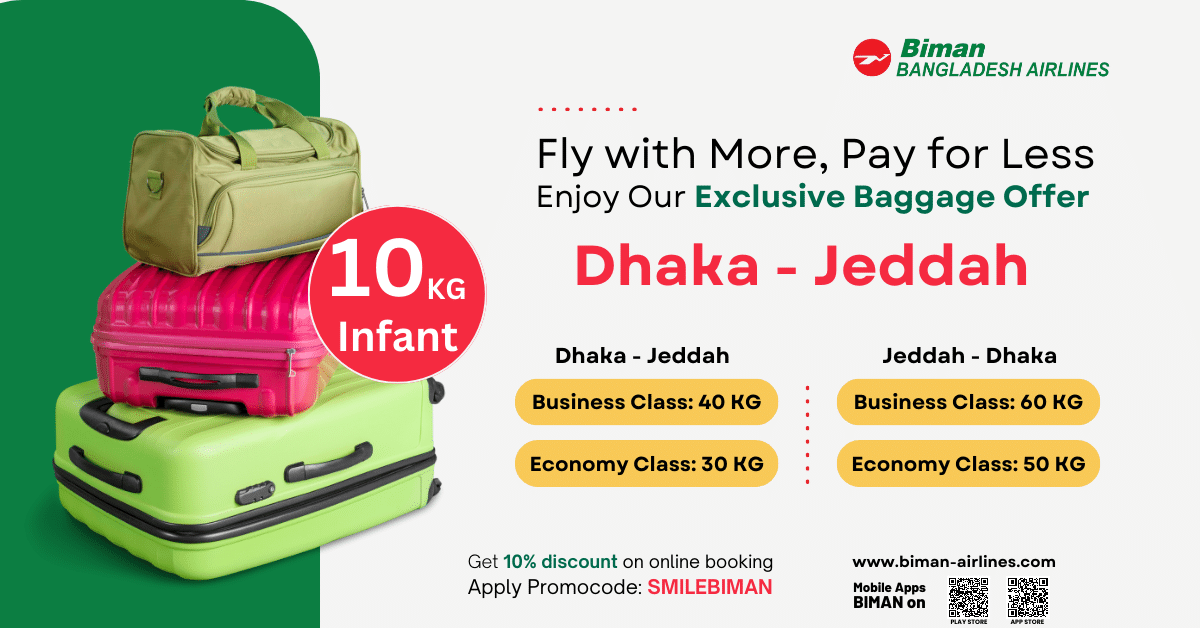 Biman
BANGLADESH AIRLINES
Fly with More, Pay for Less
Enjoy Our Exclusive Baggage Offer
Dhaka - Jeddah
10 KG
Infant
Dhaka - Jeddah
Business Class: 40 KG
Economy Class: 30 KG
Jeddah - Dhaka
Business Class: 60 KG
Economy Class: 50 KG
Get 10% discount on online booking
Apply Promocode: SMILEBIMAN
www.biman-airlines.com
Mobile Apps
BIMAN on
PLAY STORE
APP STORE